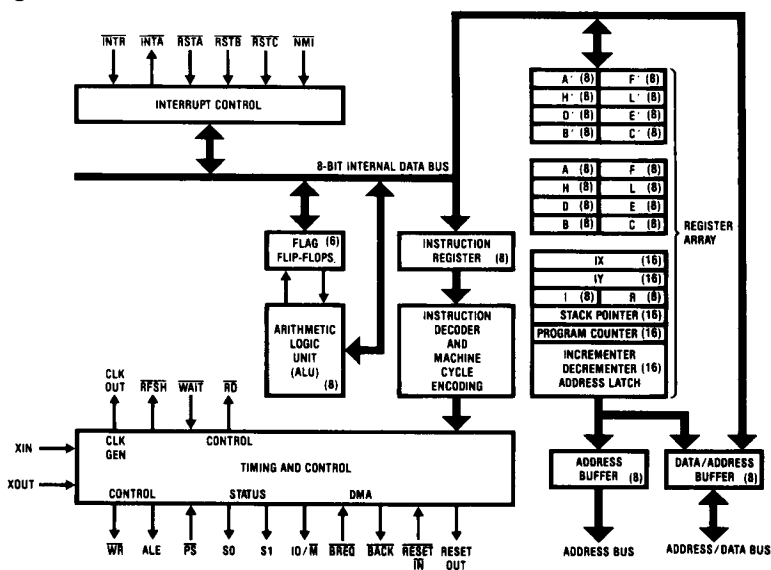 INTR INTA RSTA RSTB RSTC NMI
INTERRUPT CONTROL
8-BIT INTERNAL DATA BUS
A' (8) F' (8)
H' (8) L' (8)
D' (8) E' (8)
B' (8) C' (8)
A (8) F (8)
H (8) L (8)
D (8) E (8)
B (8) C (8)
REGISTER
ARRAY
IX (16)
IY (16)
I (8) R (8)
STACK POINTER (16)
PROGRAM COUNTER (16)
INCREMENTER
DECREMENTER (16)
ADDRESS LATCH
FLAG (6)
FLIP-FLOPS
INSTRUCTION
REGISTER (8)
ARITHMETIC
LOGIC
UNIT
(ALU)
(8)
INSTRUCTION
DECODER
AND
MACHINE
CYCLE
ENCODING
CLK
OUT RFSH WAIT RD
XIN
XOUT
CLK
GEN
CONTROL
TIMING AND CONTROL
CONTROL STATUS DMA
WR ALE PS S0 S1 IO/M BREQ BACK RESET
IN
RESET
OUT
ADDRESS
BUFFER (8)
DATA/ADDRESS
BUFFER (8)
ADDRESS BUS
ADDRESS/DATA BUS